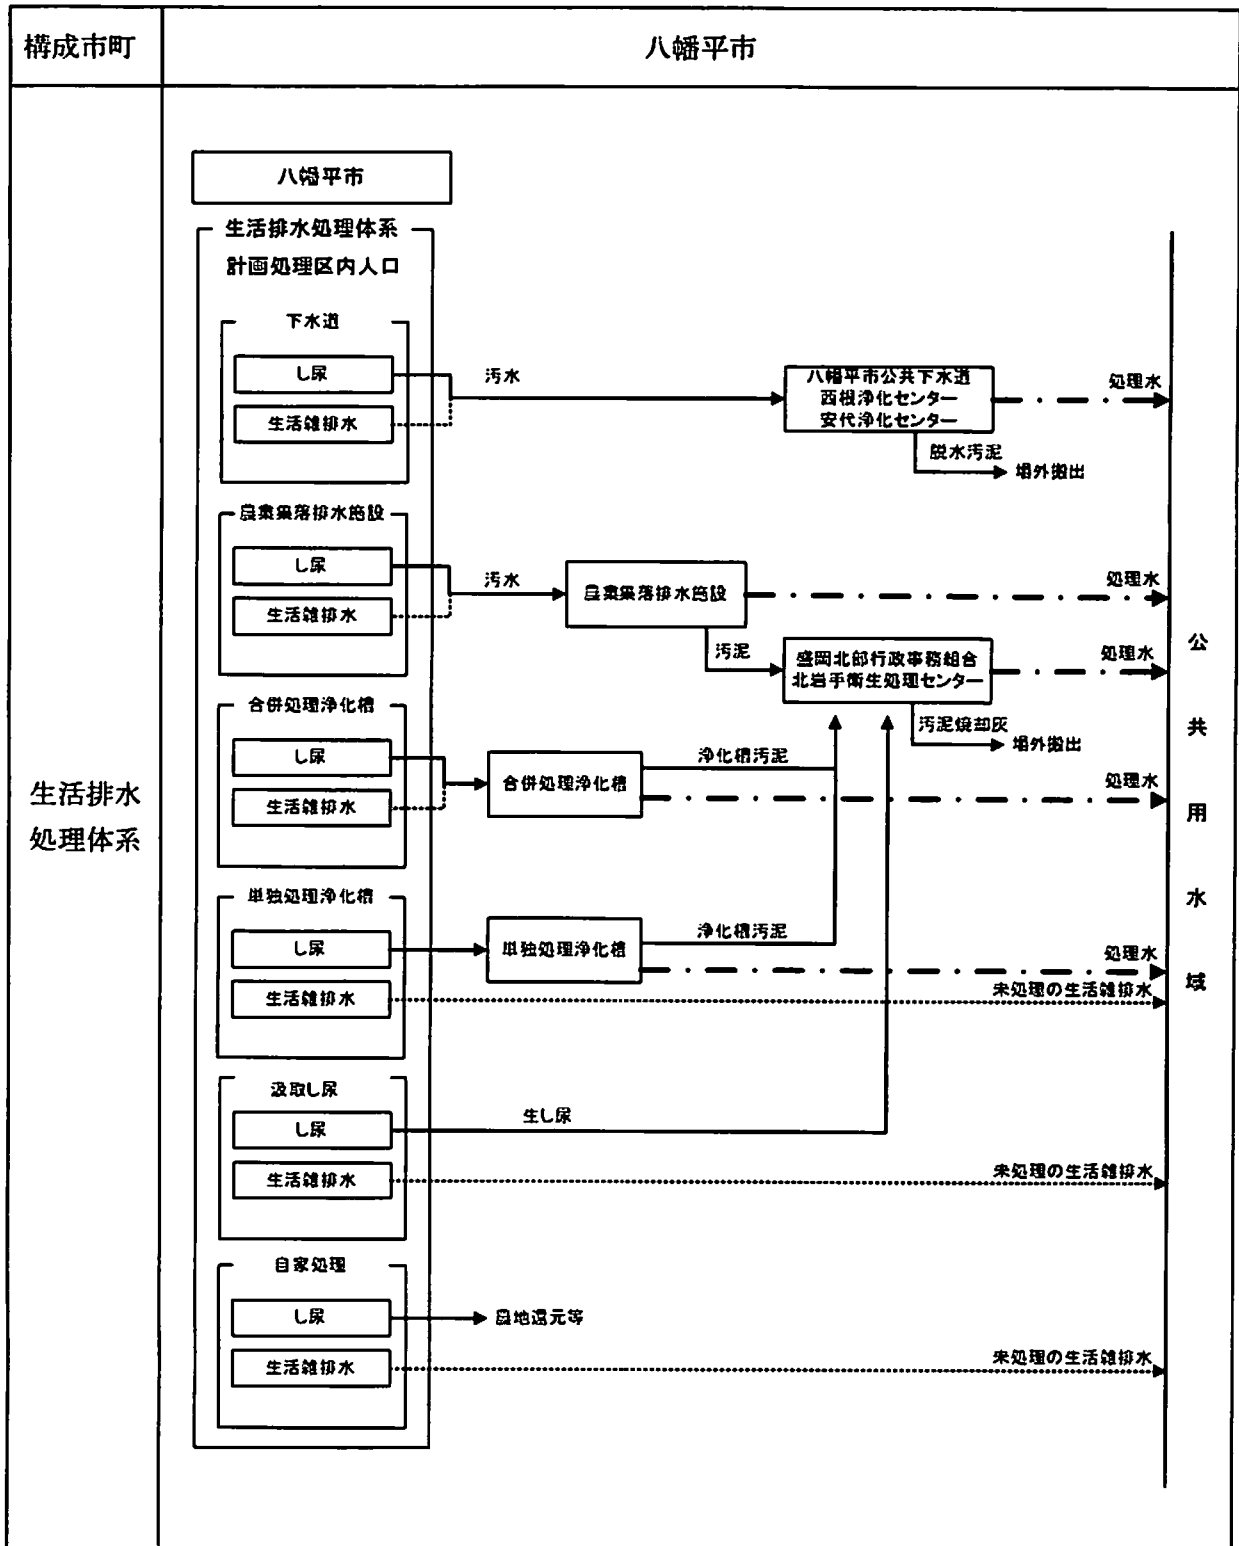 構成市町
八幡平市
八幡平市
生活排水処理体系
計画処理区内人口
下水道
し尿
生活雑排水
汚水
八幡平市公共下水道
西根浄化センター
安代浄化センター
処理水
脱水汚泥
場外搬出
農業集落排水施設
し尿
生活雑排水
汚水
農業集落排水施設
処理水
汚泥
盛岡北部行政事務組合
北岩手衛生処理センター
処理水
汚泥焼却灰
場外搬出
合併処理浄化槽
し尿
生活雑排水
合併処理浄化槽
浄化槽汚泥
処理水
単独処理浄化槽
し尿
生活雑排水
単独処理浄化槽
浄化槽汚泥
処理水
未処理の生活雑排水
汲取し尿
し尿
生活雑排水
生し尿
未処理の生活雑排水
自家処理
し尿
生活雑排水
農地還元等
未処理の生活雑排水
公共用水域
生活排水
処理体系